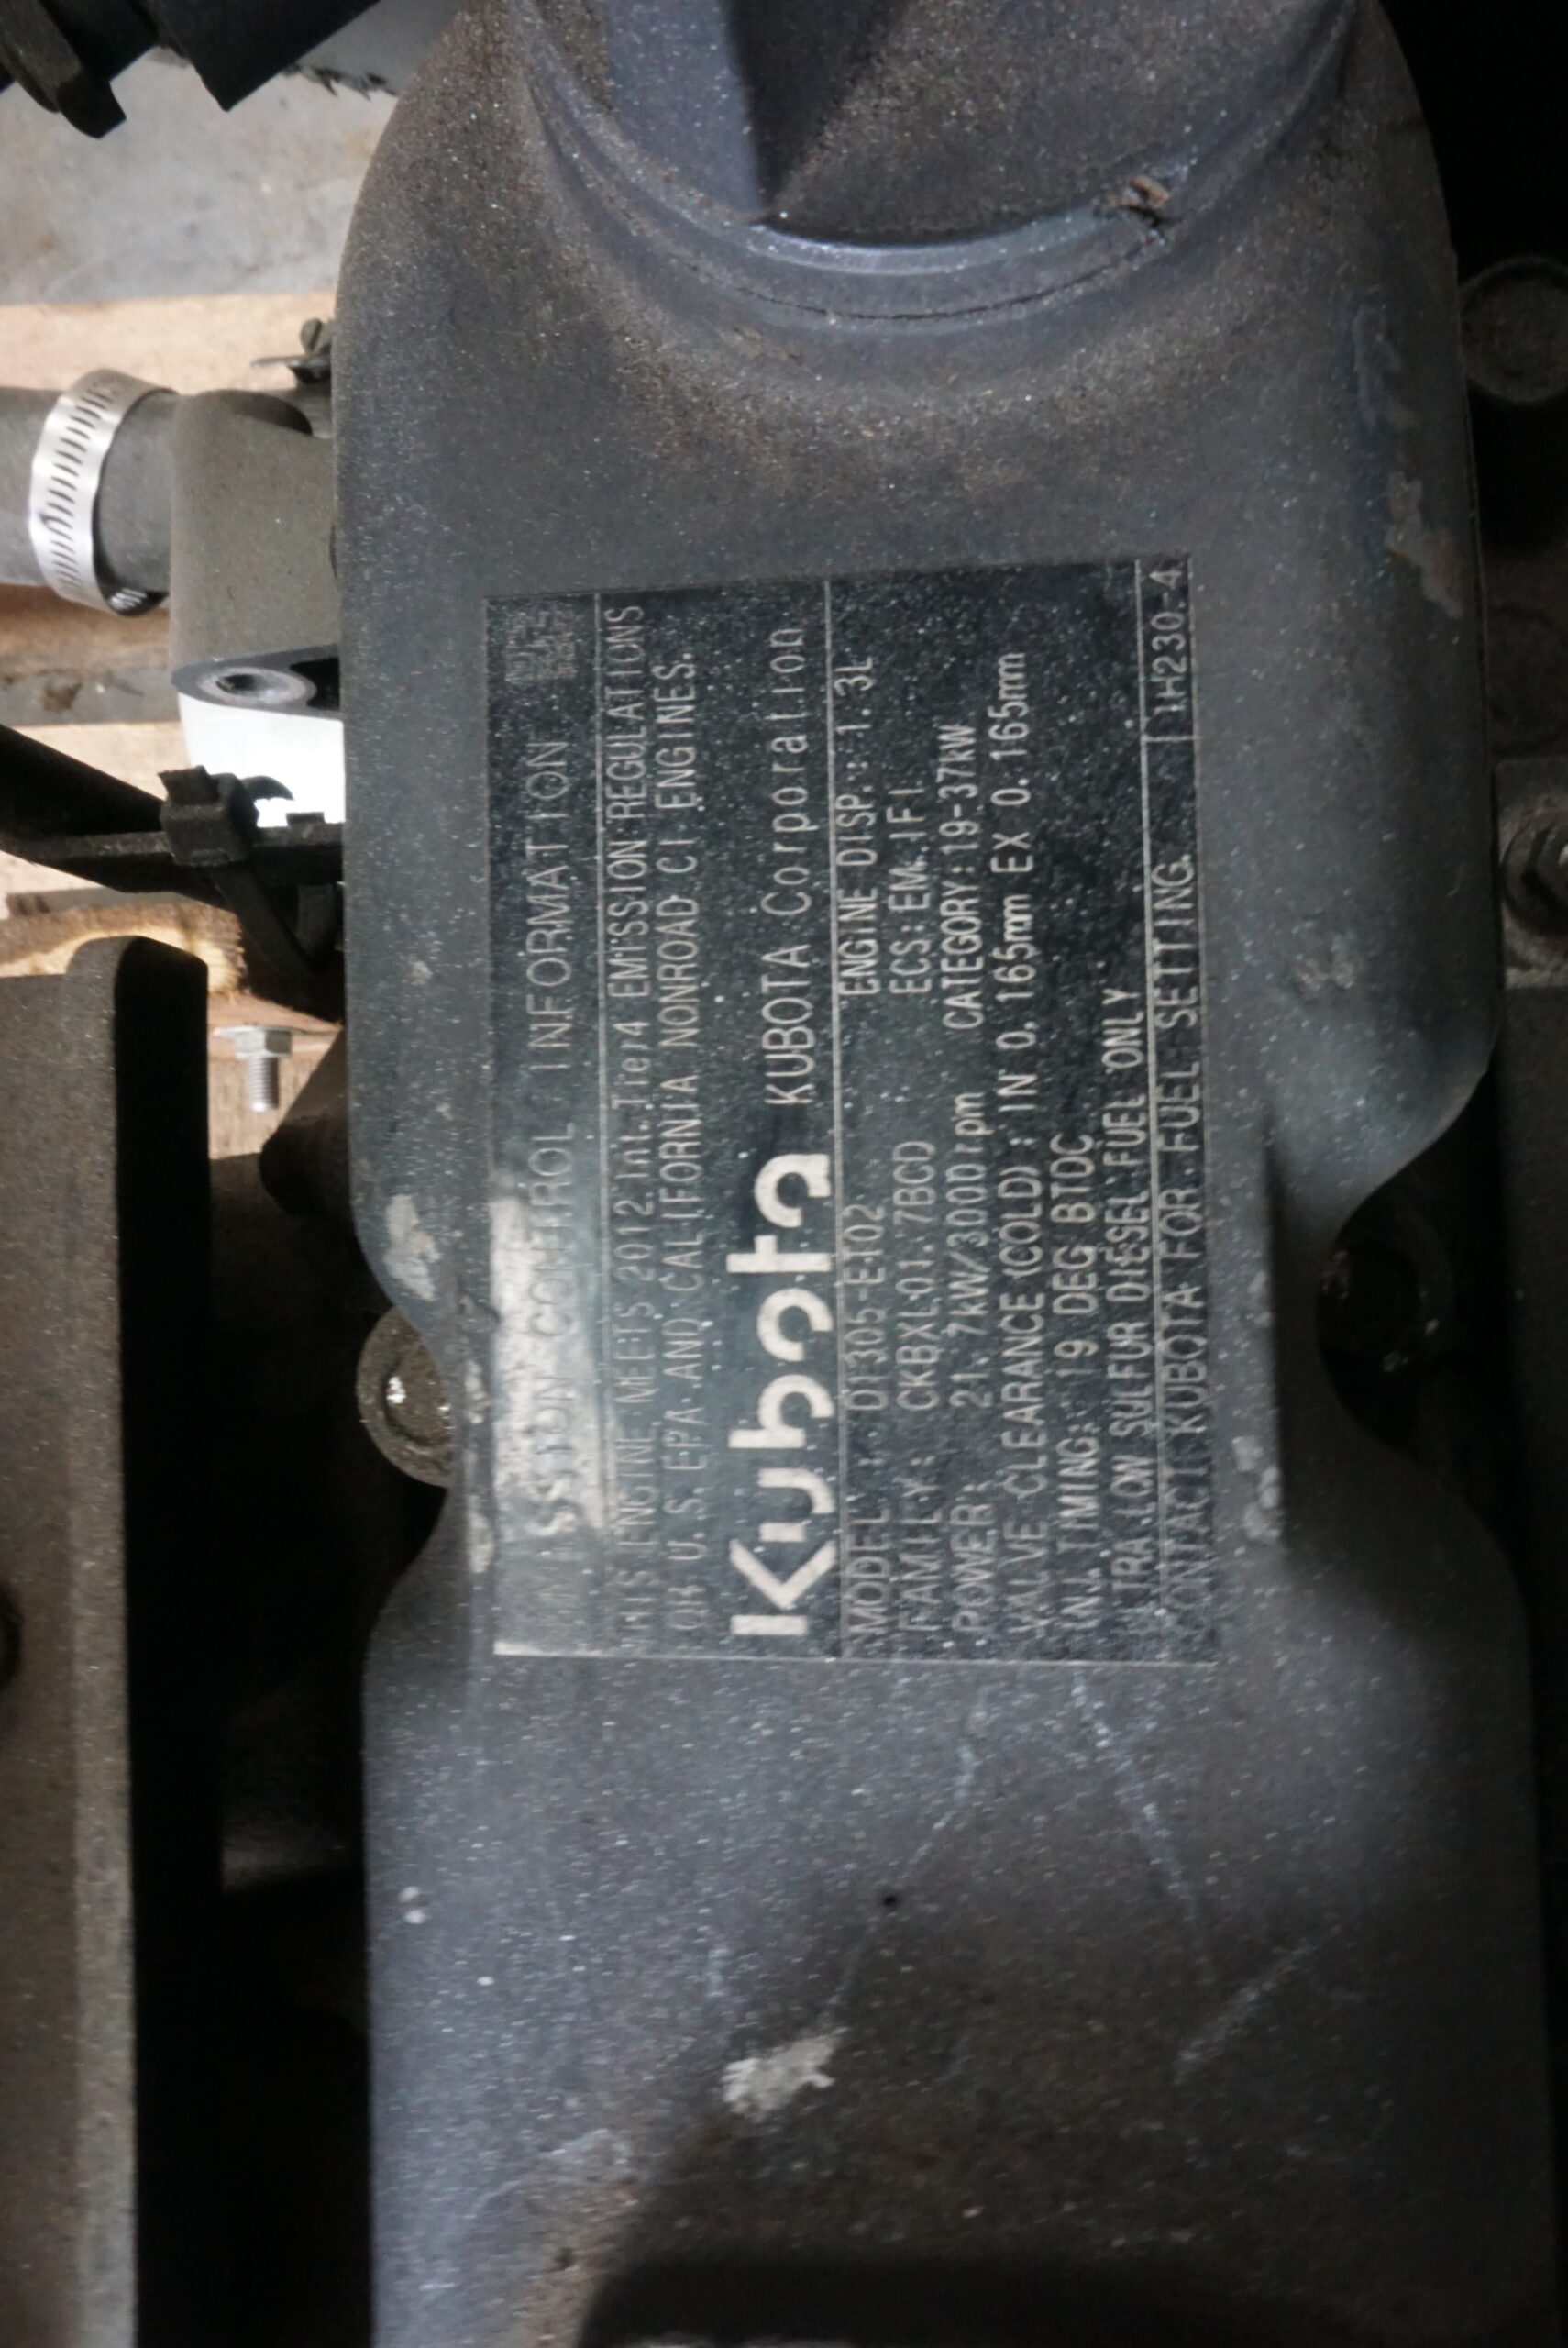 EMISSION CONTROL INFORMATION
THIS ENGINE MEETS 2012 Int.Tier4 EMISSION REGULATIONS
FOR U.S. EPA AND CALIFORNIA NONROAD CI ENGINES.
Kubota KUBOTA Corporation
MODEL : D1305-ET02 ENGINE DISP.: 1.3L
FAMILY: CKBXL01.7BCD ECS: EM. IFI.
POWER: 21.7kW/3000rpm CATEGORY:19-37kW
VALVE CLEARANCE(COLD): IN 0.165mm EX 0.165mm
INJ.TIMING: 19 DEG BTDC
ULTRA LOW SULFUR DIESEL FUEL ONLY
CONTACT KUBOTA FOR FUEL SETTING. 1H230-4